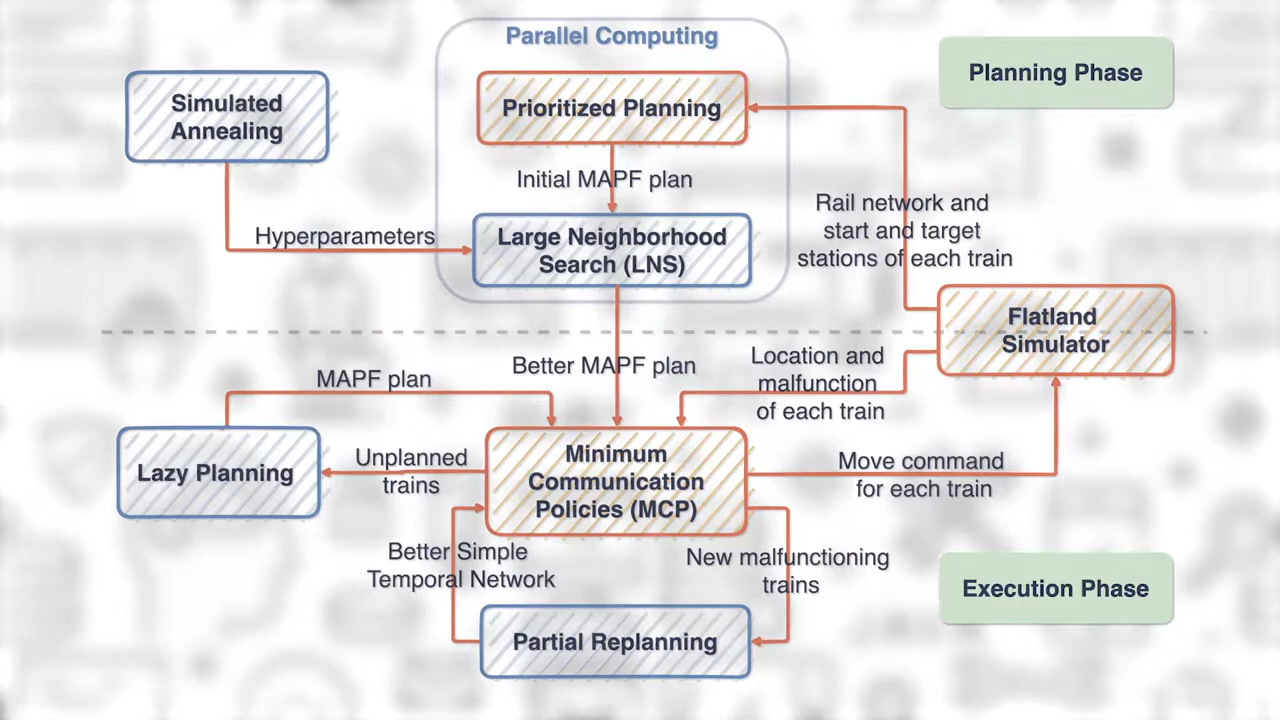 Parallel Computing
Planning Phase
Simulated
Annealing
Prioritized Planning
Initial MAPF plan
Rail network and
start and target
stations of each train
Hyperparameters
Large Neighborhood
Search (LNS)
Flatland
Simulator
Better MAPF plan
Location and
malfunction
of each train
MAPF plan
Lazy Planning
Unplanned
trains
Minimum
Communication
Policies (MCP)
Move command
for each train
Better Simple
Temporal Network
New malfunctioning
trains
Execution Phase
Partial Replanning